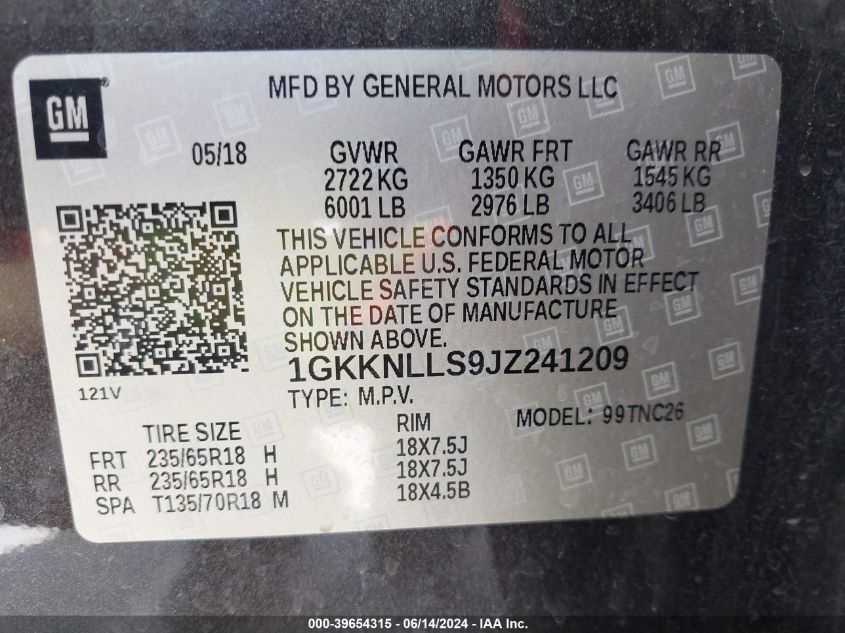 GM
MFD BY GENERAL MOTORS LLC
05/18 GVWR GAWR FRT GAWR RR
2722 KG 1350 KG 1545 KG
6001 LB 2976 LB 3406 LB
THIS VEHICLE CONFORMS TO ALL
APPLICABLE U.S. FEDERAL MOTOR
VEHICLE SAFETY STANDARDS IN EFFECT
ON THE DATE OF MANUFACTURE
SHOWN ABOVE.
1GKKNLLS9JZ241209
121V
TYPE: M.P.V.
TIRE SIZE RIM MODEL: 99TNC26
FRT 235/65R18 H 18X7.5J
RR 235/65R18 H 18X7.5J
SPA T135/70R18 M 18X4.5B
000-39654315 - 06/14/2024 - IAA Inc.